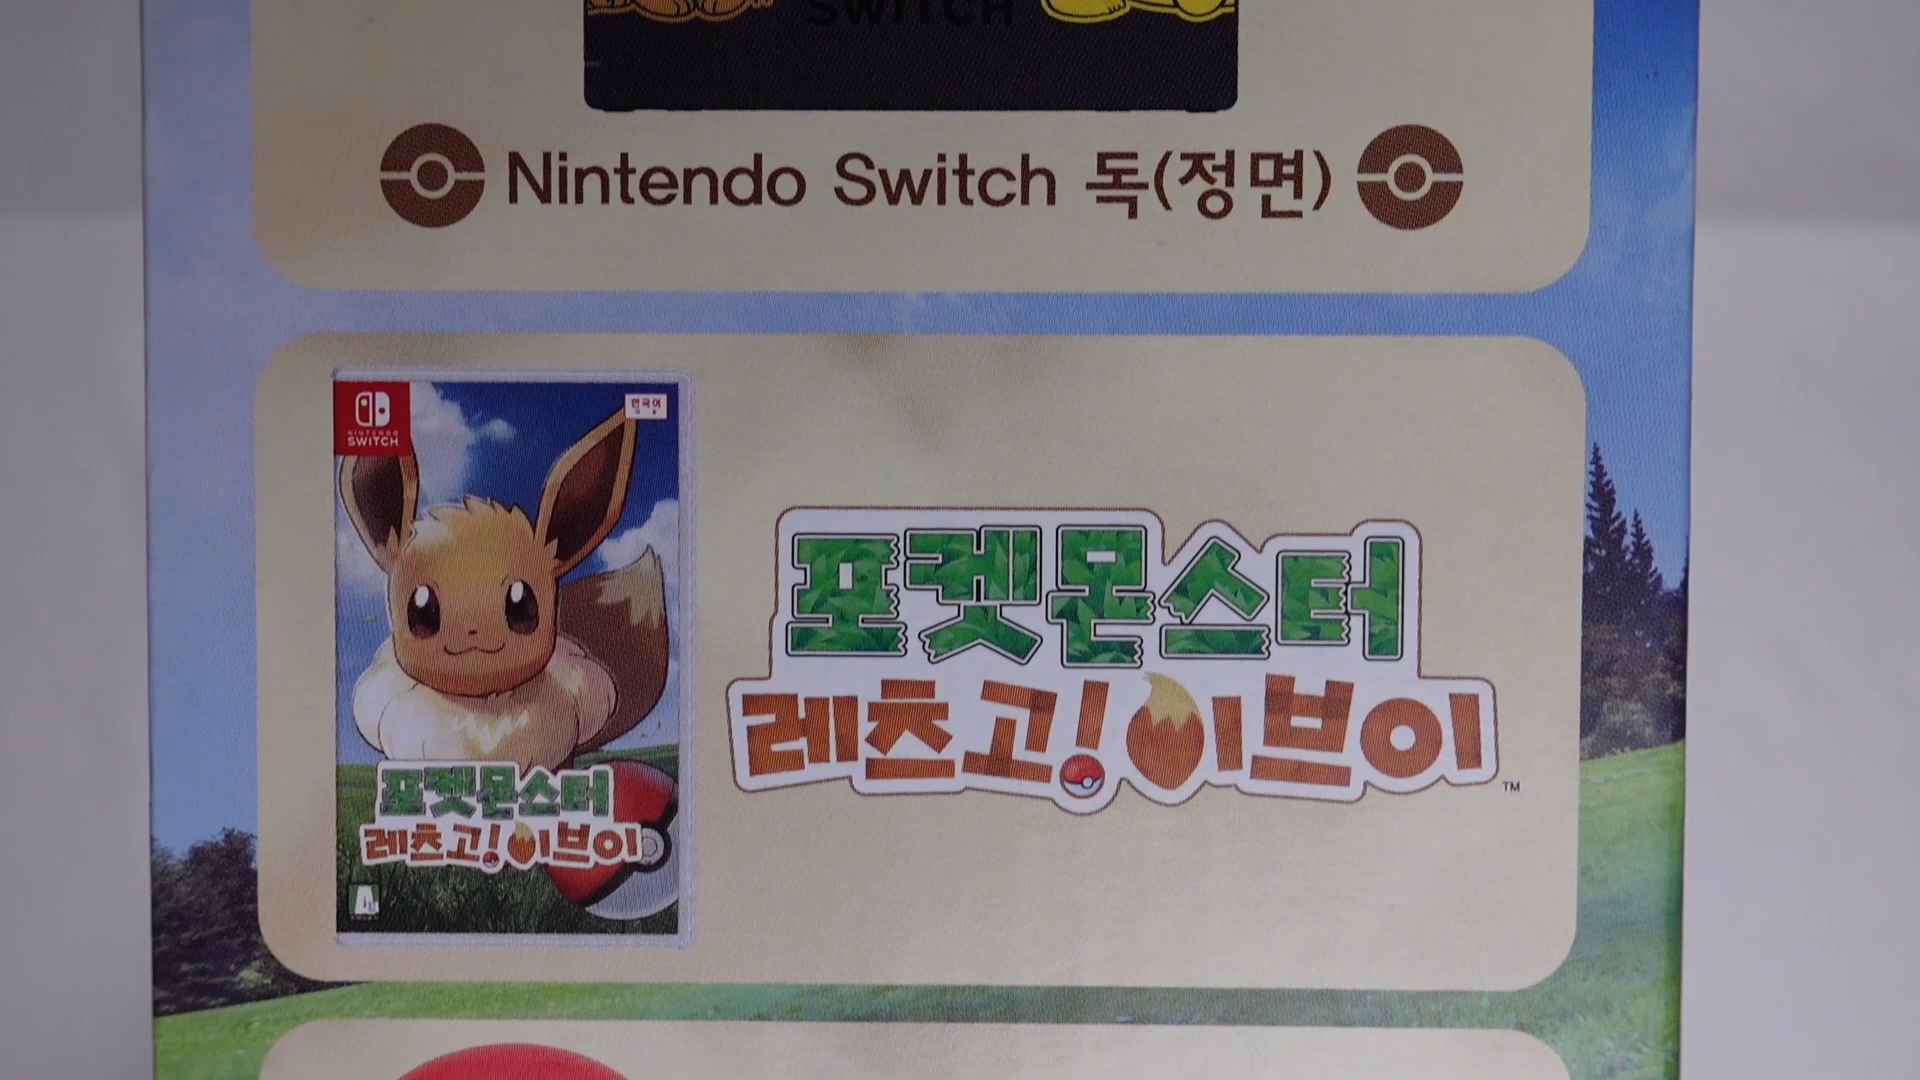 SWITCH
Nintendo Switch 독(정면)
NINTENDO
SWITCH
한국어
포켓몬스터
레츠고! 이브이
포켓몬스터
레츠고! 이브이
TM